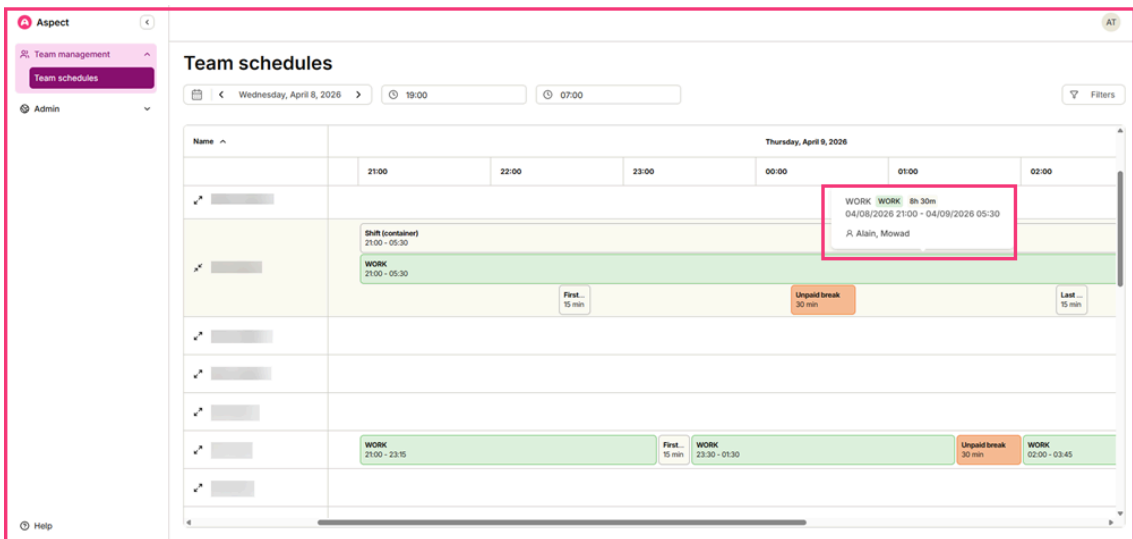 Aspect
AT
Team management
Team schedules
Admin
Team schedules
Wednesday, April 8, 2026
19:00
07:00
Filters
Name
Thursday, April 9, 2026
21:00
22:00
23:00
00:00
01:00
02:00
WORK WORK 8h 30m
04/08/2026 21:00 - 04/09/2026 05:30
Alain, Mowad
Shift (container)
21:00 - 05:30
WORK
21:00 - 05:30
First...
15 min
Unpaid break
30 min
Last ...
15 min
WORK
21:00 - 23:15
First...
15 min
WORK
23:30 - 01:30
Unpaid break
30 min
WORK
02:00 - 03:45
Help